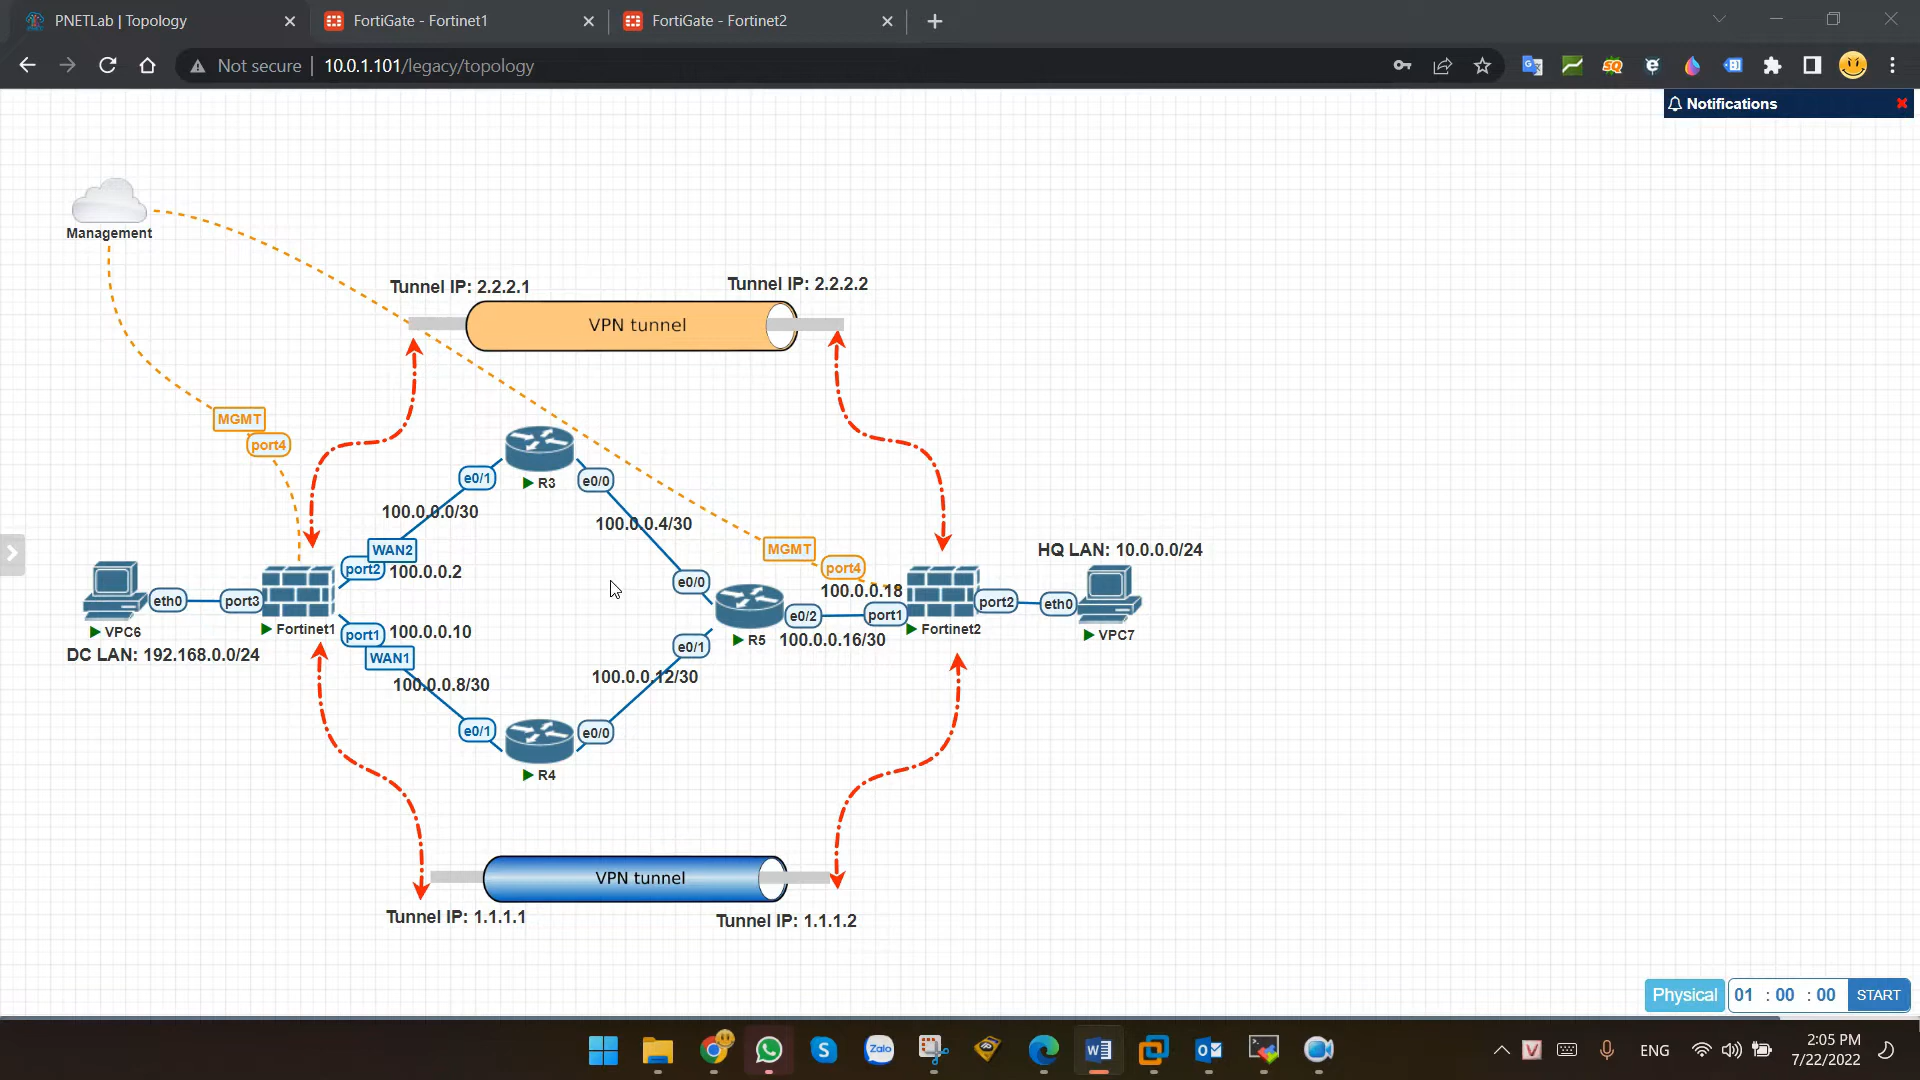 PNETLab | Topology
FortiGate - Fortinet1
FortiGate - Fortinet2
Not secure
10.0.1.101/legacy/topology
Notifications
Management
Tunnel IP: 2.2.2.1
Tunnel IP: 2.2.2.2
VPN tunnel
MGMT
port4
R3
e0/1
e0/0
100.0.0.0/30
100.0.0.4/30
WAN2
port2
100.0.0.2
MGMT
port4
HQ LAN: 10.0.0.0/24
eth0
port3
VPC6
Fortinet1
DC LAN: 192.168.0.0/24
port1
100.0.0.10
WAN1
100.0.0.8/30
e0/0
e0/1
R5
e0/2
100.0.0.18
port1
100.0.0.16/30
Fortinet2
port2
eth0
VPC7
100.0.0.12/30
e0/1
e0/0
R4
VPN tunnel
Tunnel IP: 1.1.1.1
Tunnel IP: 1.1.1.2
Physical
01 : 00 : 00
START
Zalo
ENG
2:05 PM
7/22/2022